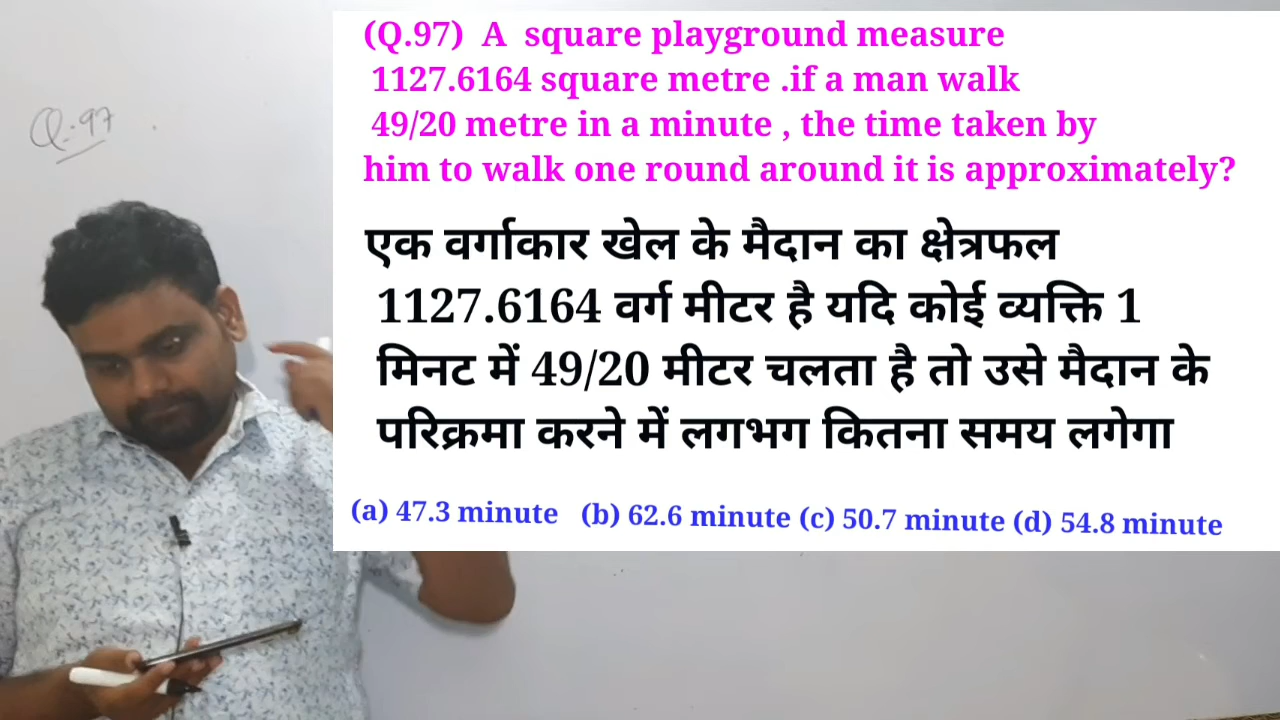 (Q.97) A square playground measure
1127.6164 square metre .if a man walk
49/20 metre in a minute , the time taken by
him to walk one round around it is approximately?
Q.97
एक वर्गाकार खेल के मैदान का क्षेत्रफल
1127.6164 वर्ग मीटर है यदि कोई व्यक्ति 1
मिनट में 49/20 मीटर चलता है तो उसे मैदान के
परिक्रमा करने में लगभग कितना समय लगेगा
(a) 47.3 minute (b) 62.6 minute (c) 50.7 minute (d) 54.8 minute